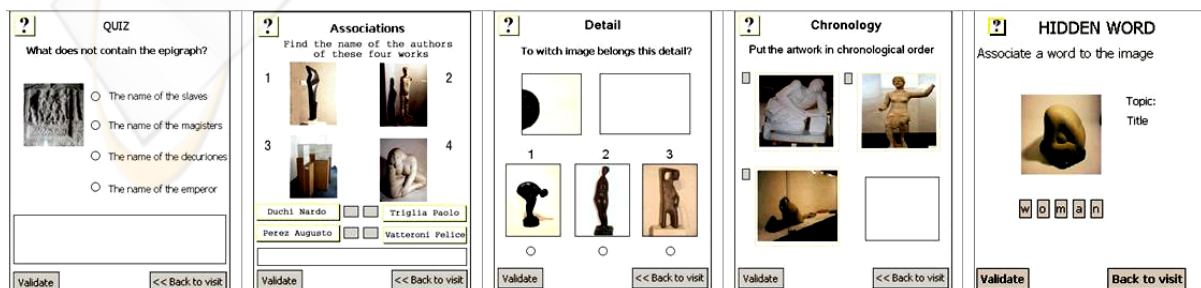 ? QUIZ
What does not contain the epigraph?
The name of the slaves
The name of the magisters
The name of the decuriones
The name of the emperor
Validate << Back to visit
? Associations
Find the name of the authors
of these four works
1 2
3 4
Duchi Nardo Triglia Paolo
Perez Augusto Vatteroni Felice
Validate << Back to visit
? Detail
To witch image belongs this detail?
1 2 3
Validate << Back to visit
? Chronology
Put the artwork in chronological order
Validate << Back to visit
? HIDDEN WORD
Associate a word to the image
Topic:
Title
w o m a n
Validate Back to visit